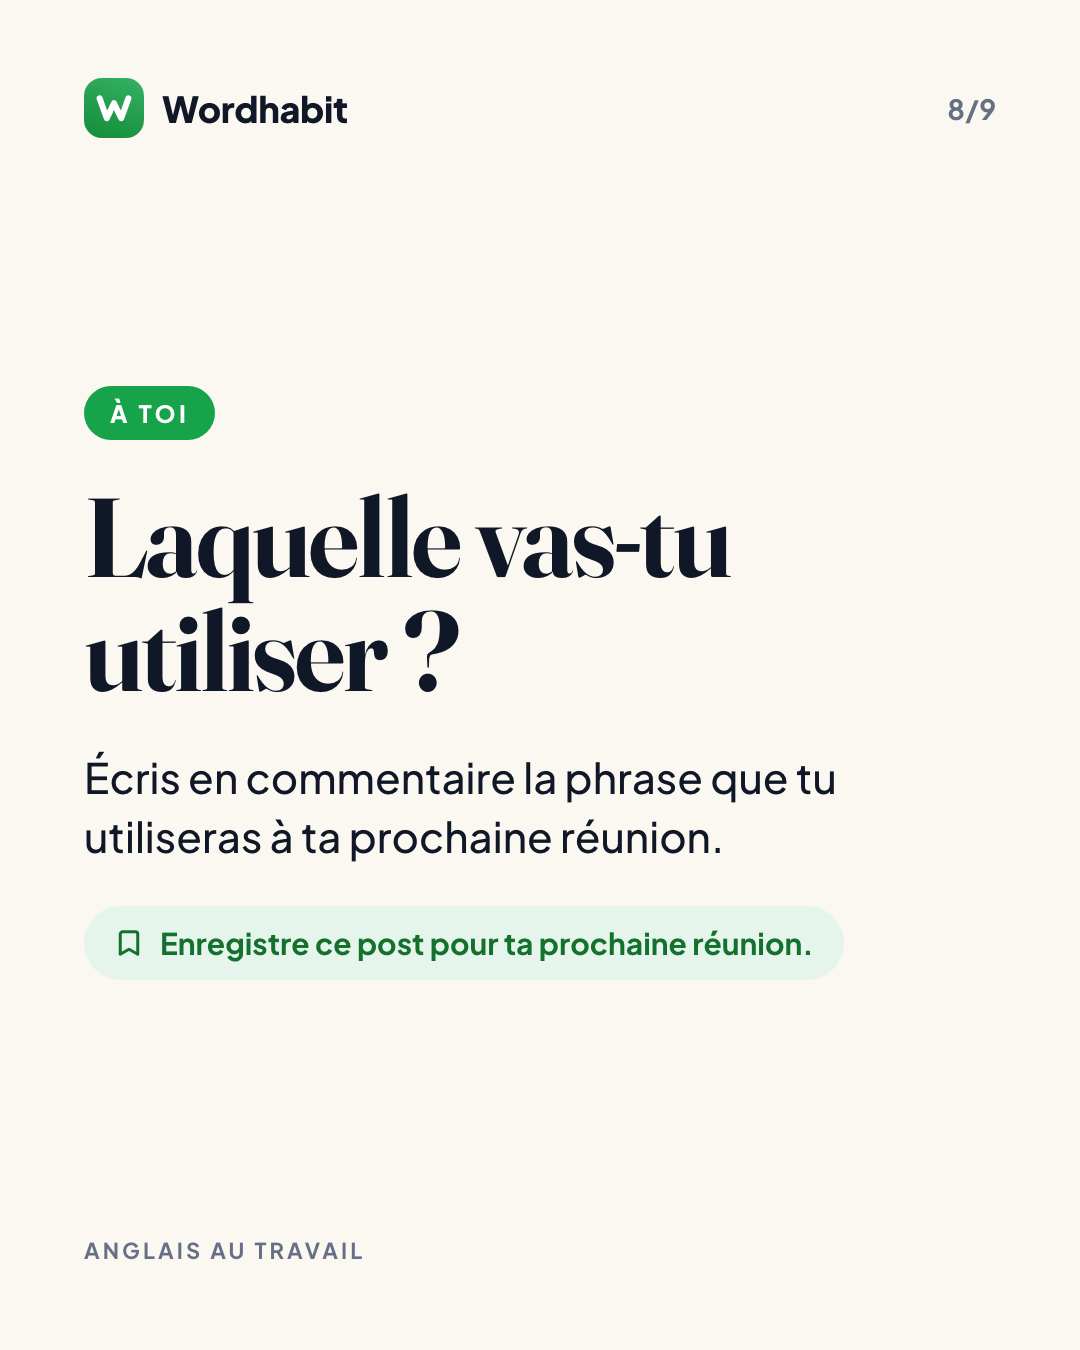 W Wordhabit
8/9
À TOI
Laquelle vas-tu
utiliser ?
Écris en commentaire la phrase que tu
utiliseras à ta prochaine réunion.
Enregistre ce post pour ta prochaine réunion.
ANGLAIS AU TRAVAIL